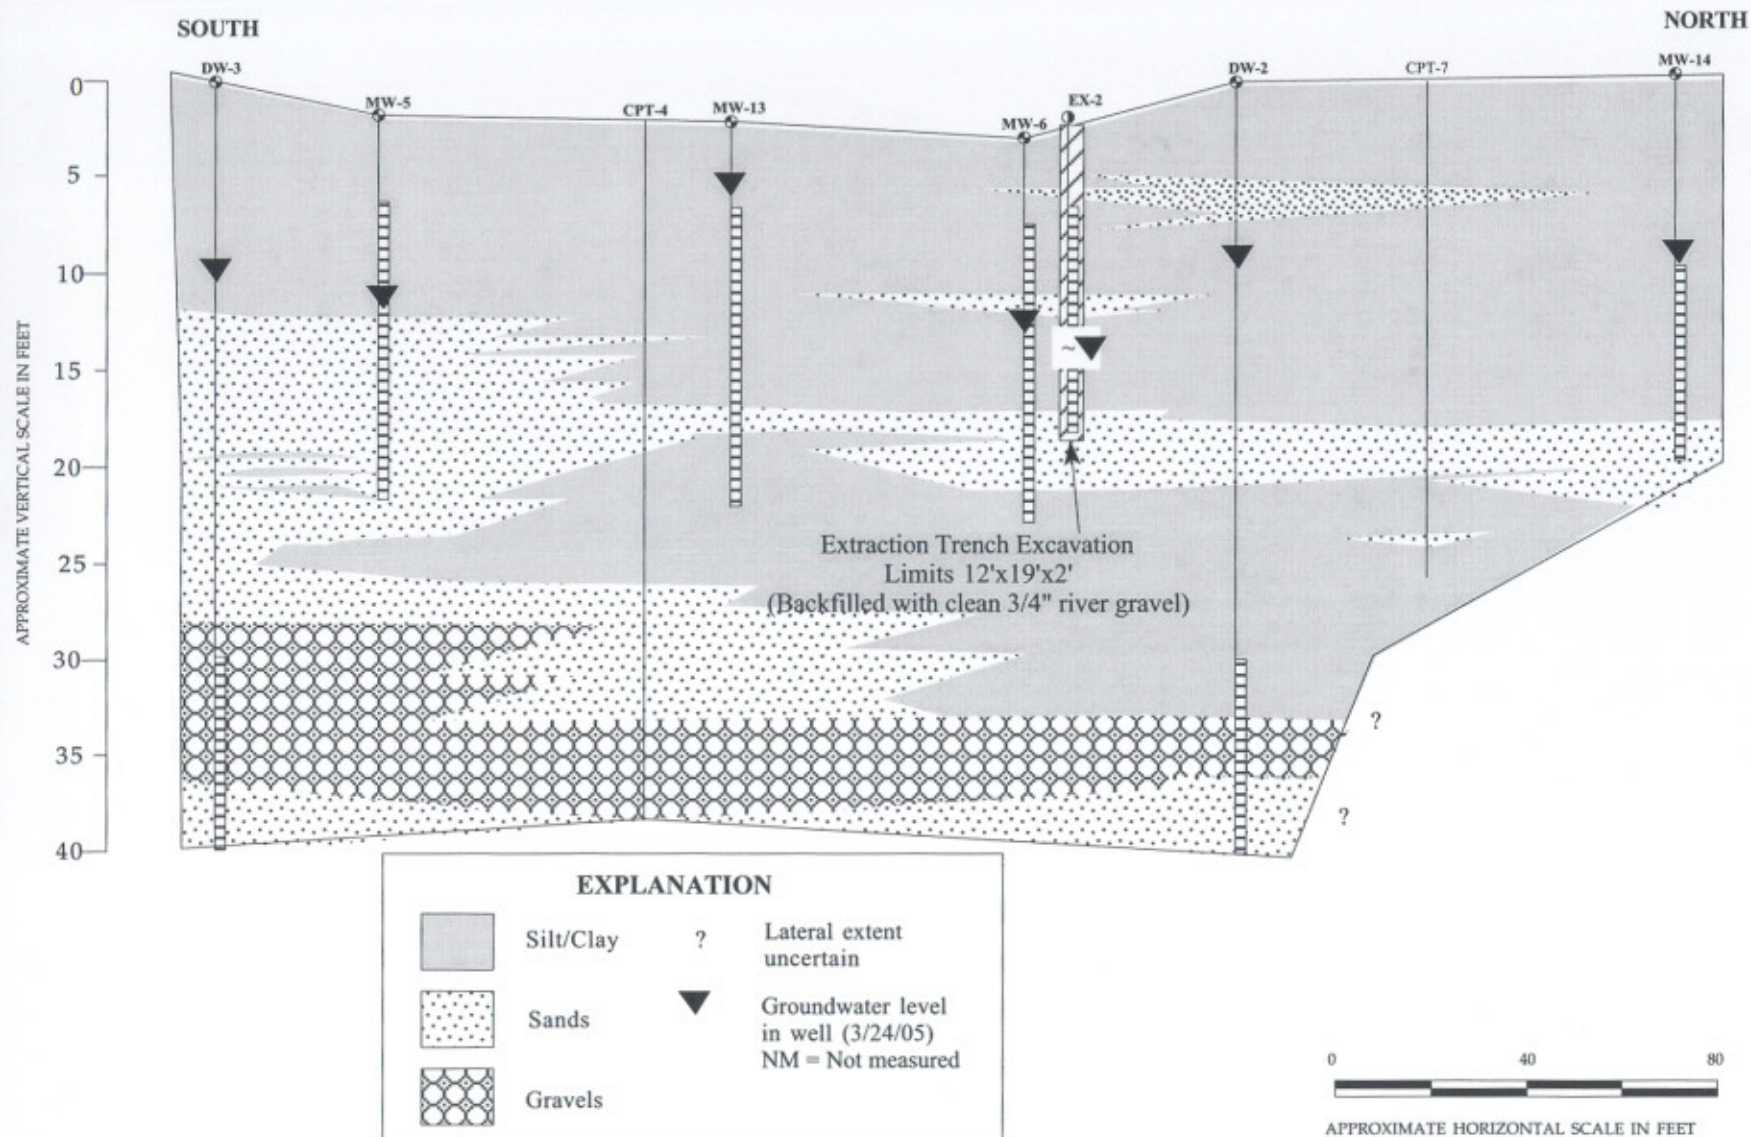 SOUTH
NORTH
DW-3
MW-5
CPT-4
MW-13
MW-6
EX-2
DW-2
CPT-7
MW-14
APPROXIMATE VERTICAL SCALE IN FEET
0
5
10
15
20
25
30
35
40
~
Extraction Trench Excavation
Limits 12'x19'x2'
(Backfilled with clean 3/4" river gravel)
?
?
EXPLANATION
Silt/Clay
Sands
Gravels
?
Lateral extent
uncertain
Groundwater level
in well (3/24/05)
NM = Not measured
0 40 80
APPROXIMATE HORIZONTAL SCALE IN FEET